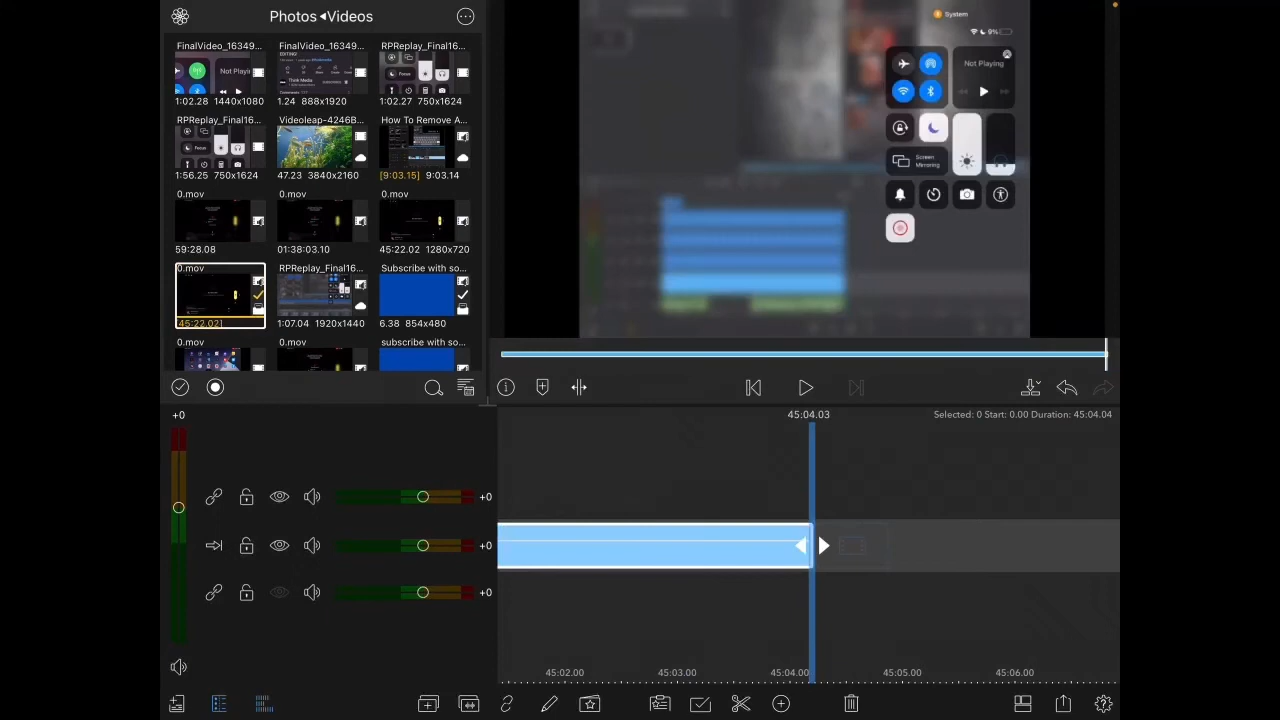 Photos Videos
FinalVideo_16349...
1:02.28 1440x1080
FinalVideo_16349...
1.24 888x1920
RPReplay_Final16...
1:02.27 750x1624
RPReplay_Final16...
1:56.25 750x1624
Videoleap-4246B...
47.23 3840x2160
How To Remove A...
[9:03.15] 9:03.14
0.mov
59:28.08
0.mov
01:38:03.10
0.mov
45:22.02 1280x720
0.mov
[45:22.02]
RPReplay_Final16...
1:07.04 1920x1440
Subscribe with so...
6.38 854x480
0.mov
0.mov
subscribe with so...
System
9%
Not Playing
Screen
Mirroring
45:04.03
Selected: 0 Start: 0.00 Duration: 45:04.04
+0
+0
+0
+0
45:02.00 45:03.00 45:04.00 45:05.00 45:06.00